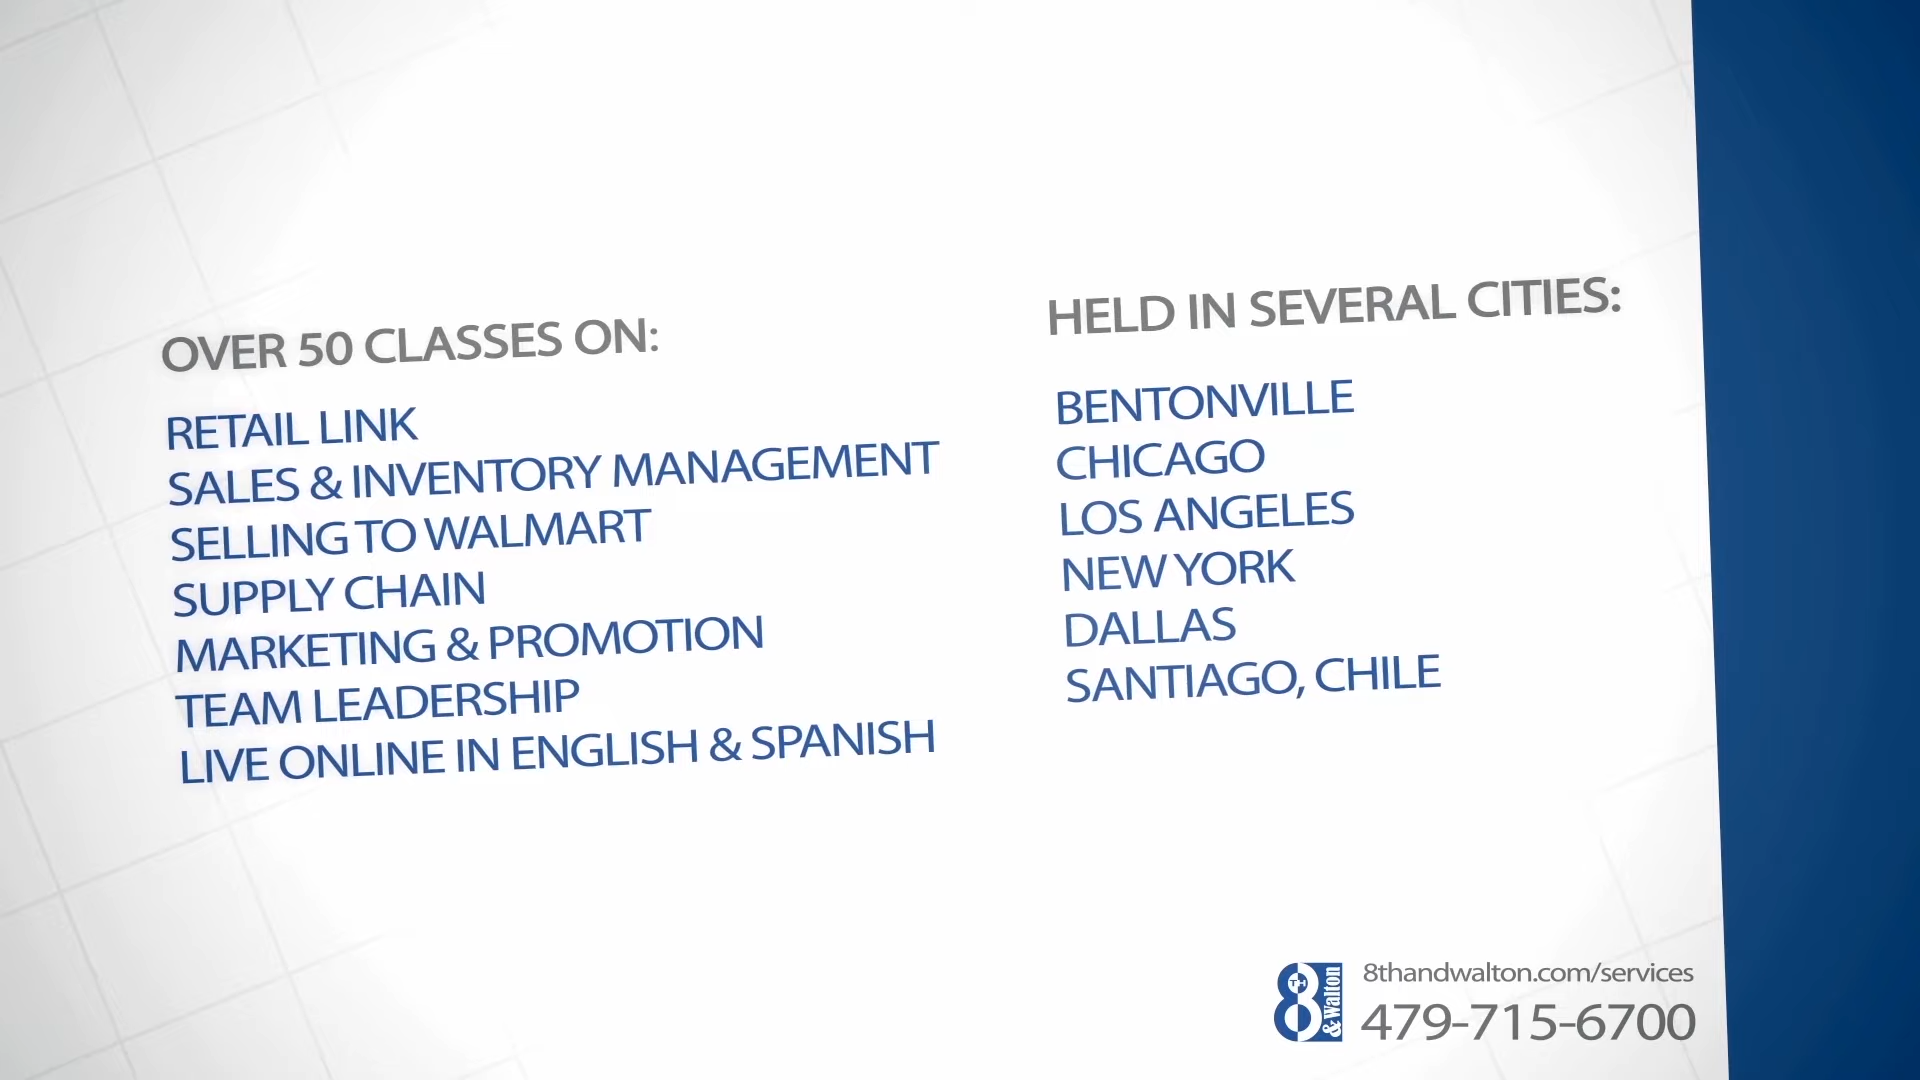 OVER 50 CLASSES ON:
RETAIL LINK
SALES & INVENTORY MANAGEMENT
SELLING TO WALMART
SUPPLY CHAIN
MARKETING & PROMOTION
TEAM LEADERSHIP
LIVE ONLINE IN ENGLISH & SPANISH
HELD IN SEVERAL CITIES:
BENTONVILLE
CHICAGO
LOS ANGELES
NEW YORK
DALLAS
SANTIAGO, CHILE
8TH & Walton
8thandwalton.com/services
479-715-6700